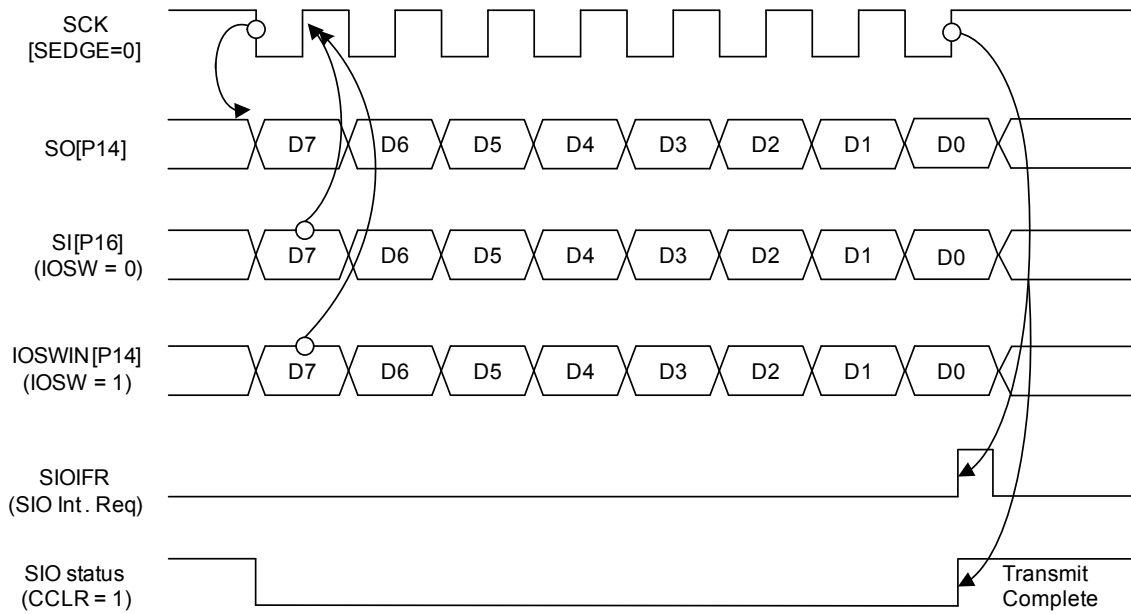 SCK
[SEDGE=0]
SO[P14]
D7 D6 D5 D4 D3 D2 D1 D0
SI[P16]
(IOSW = 0)
D7 D6 D5 D4 D3 D2 D1 D0
IOSWIN[P14]
(IOSW = 1)
D7 D6 D5 D4 D3 D2 D1 D0
SIOIFR
(SIO Int. Req)
SIO status
(CCLR = 1)
Transmit
Complete